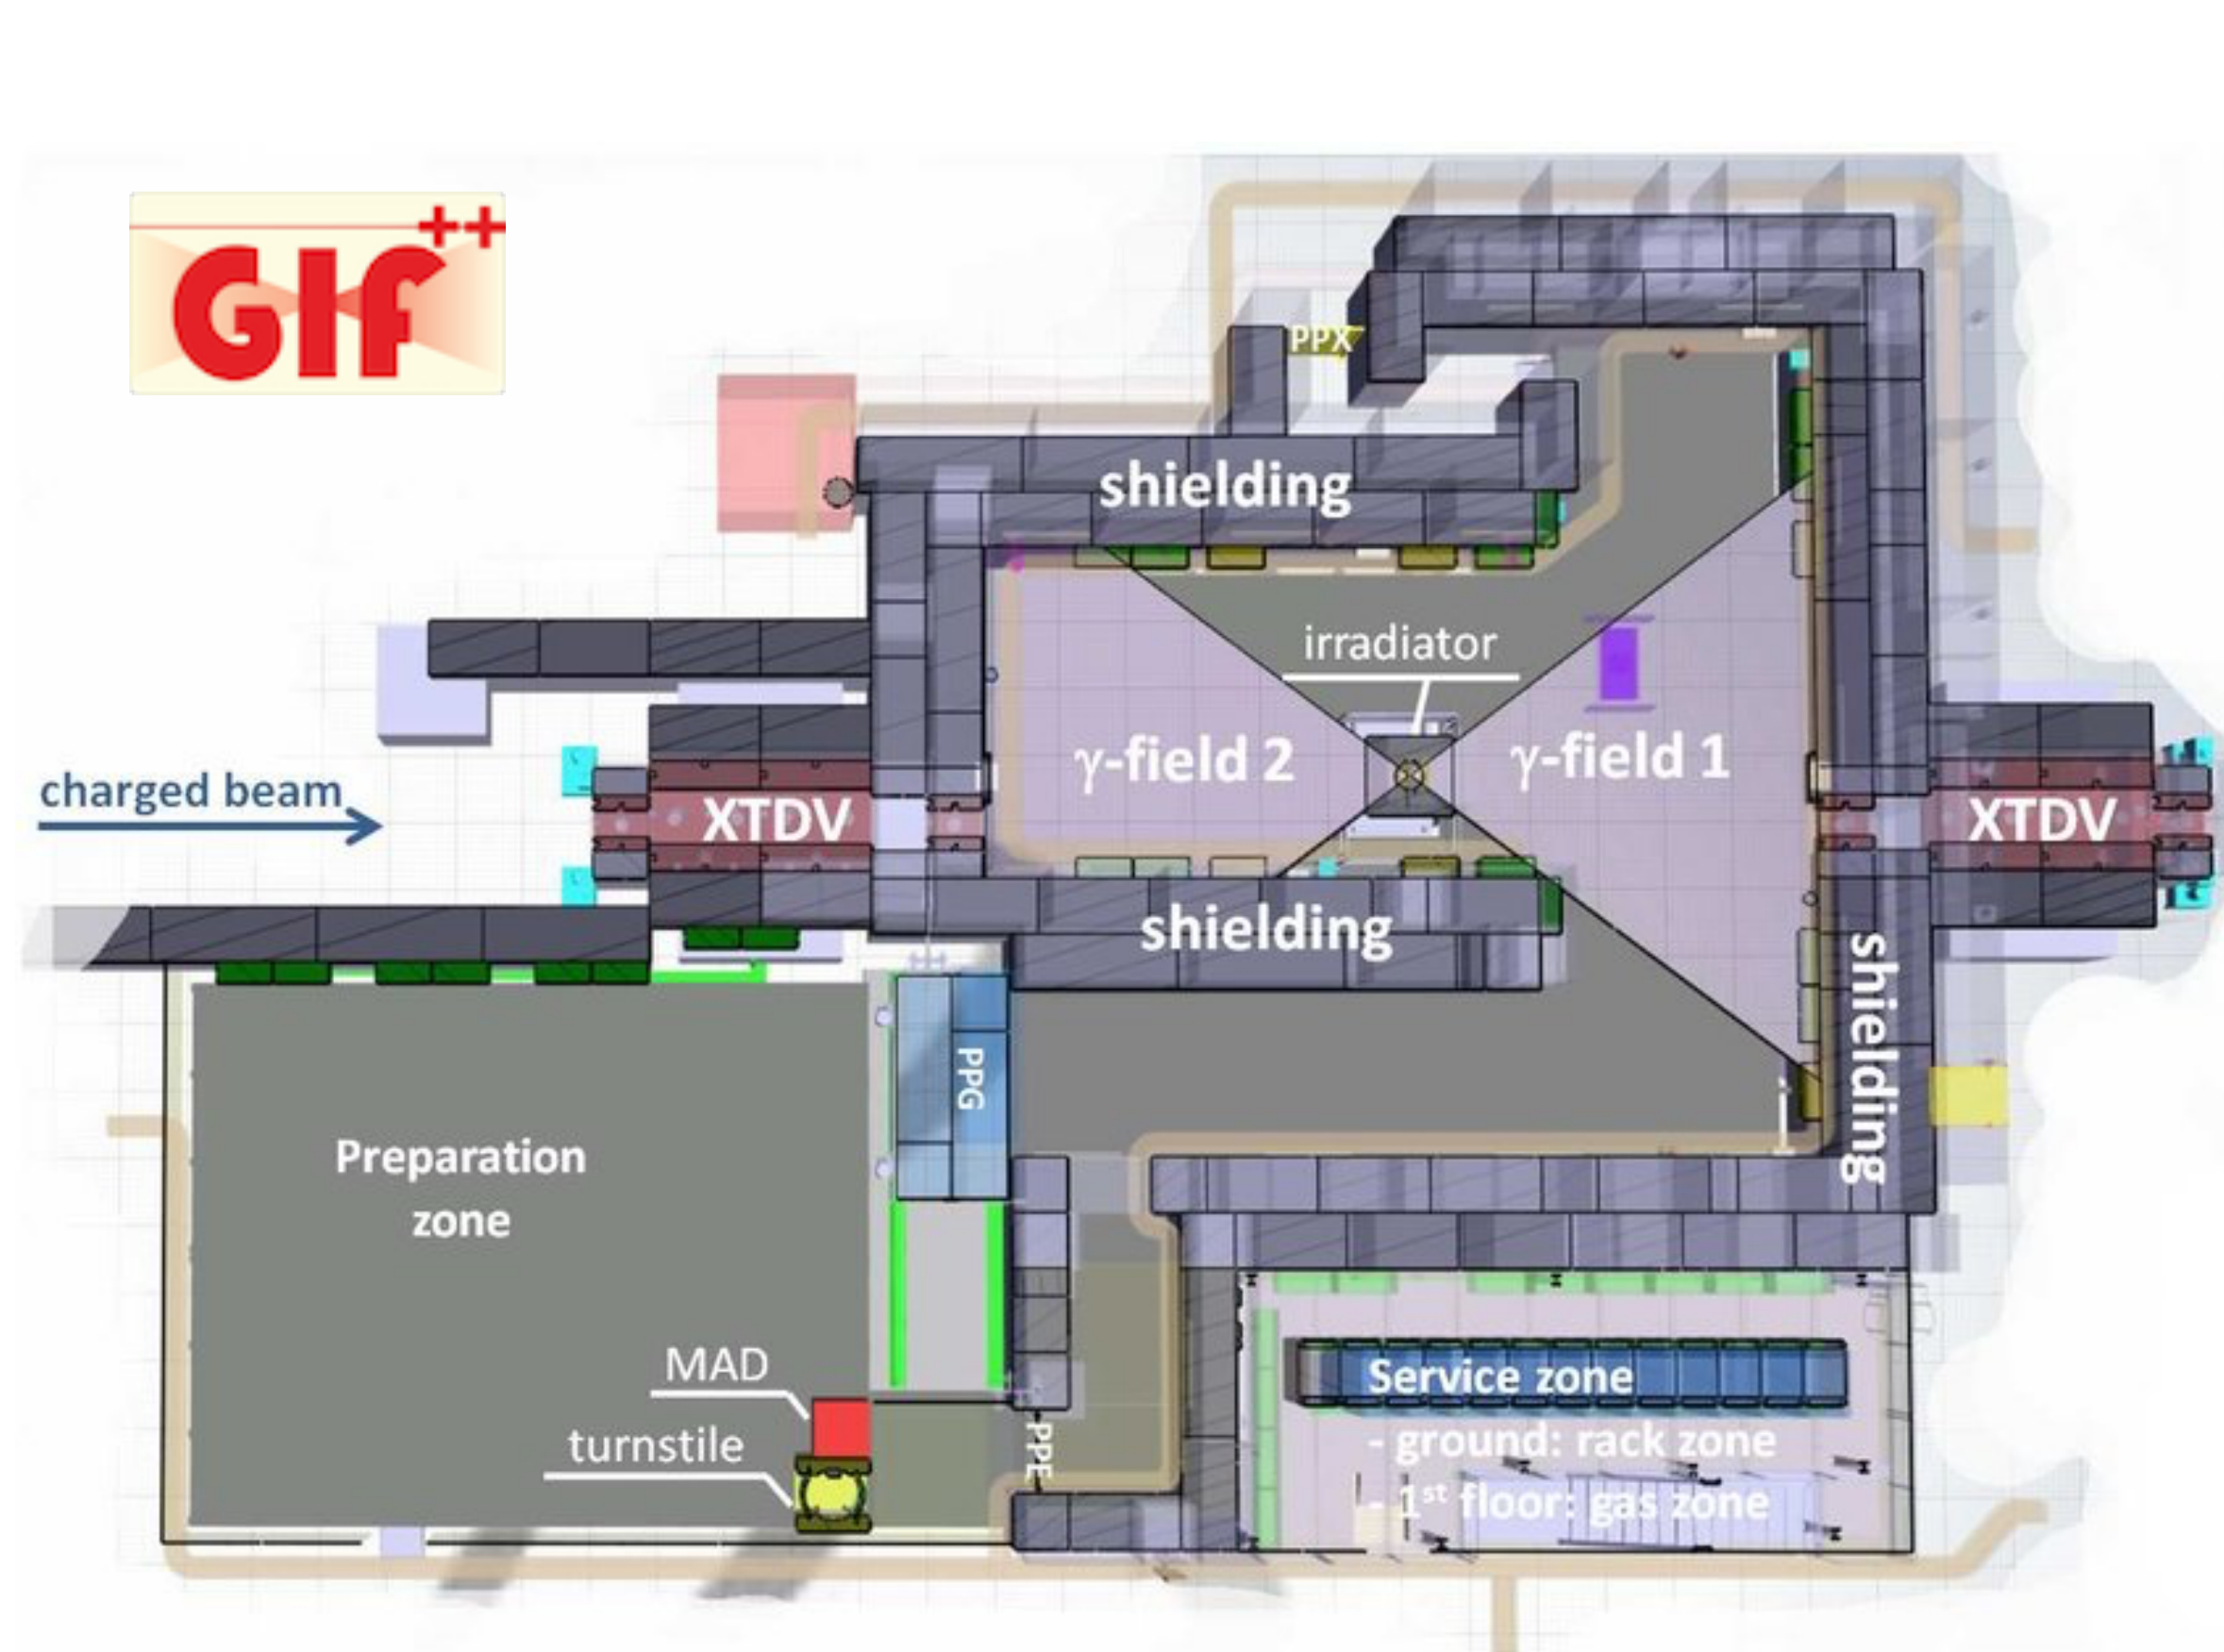 GIF++
PPX
shielding
irradiator
γ-field 2
γ-field 1
charged beam
XTDV
XTDV
shielding
shielding
PPG
Preparation
zone
MAD
turnstile
PPE
Service zone
- ground: rack zone
- 1st floor: gas zone